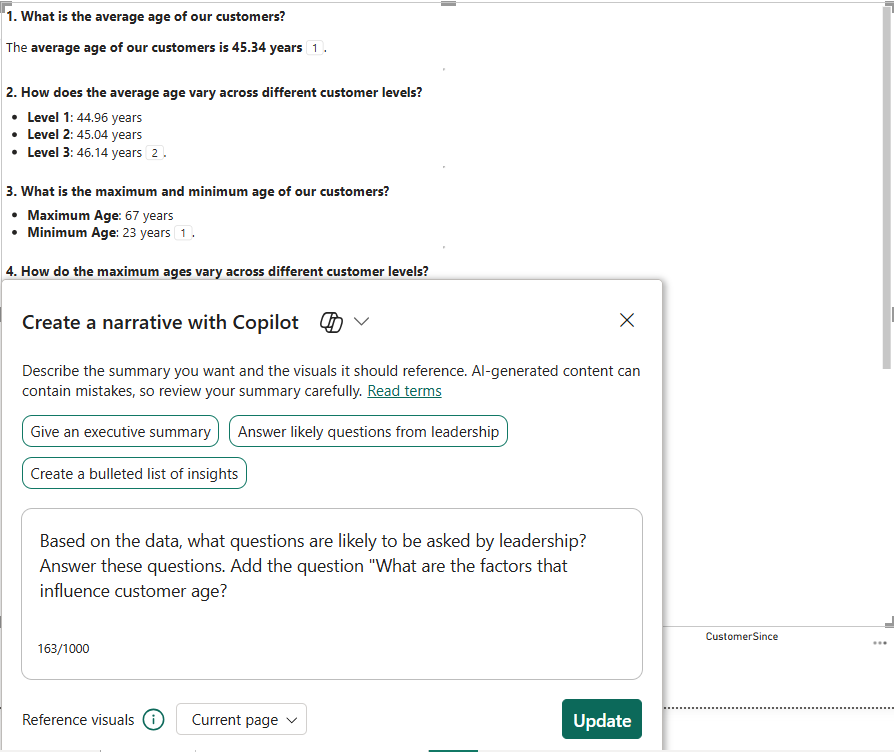 1. What is the average age of our customers?
The average age of our customers is 45.34 years 1 .
2. How does the average age vary across different customer levels?
• Level 1: 44.96 years
• Level 2: 45.04 years
• Level 3: 46.14 years 2 .
3. What is the maximum and minimum age of our customers?
• Maximum Age: 67 years
• Minimum Age: 23 years 1 .
4. How do the maximum ages vary across different customer levels?
Create a narrative with Copilot
Describe the summary you want and the visuals it should reference. AI-generated content can
contain mistakes, so review your summary carefully. Read terms
Give an executive summary
Answer likely questions from leadership
Create a bulleted list of insights
Based on the data, what questions are likely to be asked by leadership?
Answer these questions. Add the question "What are the factors that
influence customer age?
163/1000
CustomerSince
Reference visuals
Current page
Update